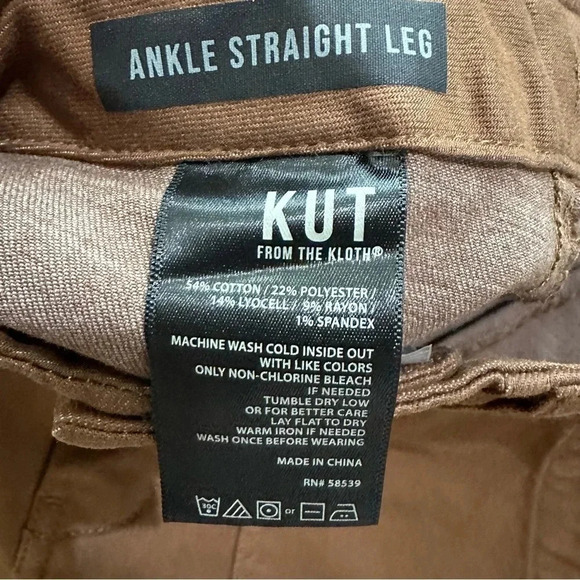 ANKLE STRAIGHT LEG
KUT
FROM THE KLOTH®
54% COTTON / 22% POLYESTER /
14% LYOCELL / 9% RAYON /
1% SPANDEX
MACHINE WASH COLD INSIDE OUT
WITH LIKE COLORS
ONLY NON-CHLORINE BLEACH
IF NEEDED
TUMBLE DRY LOW
OR FOR BETTER CARE
LAY FLAT TO DRY
WARM IRON IF NEEDED
WASH ONCE BEFORE WEARING
MADE IN CHINA
RN# 58539
30C or